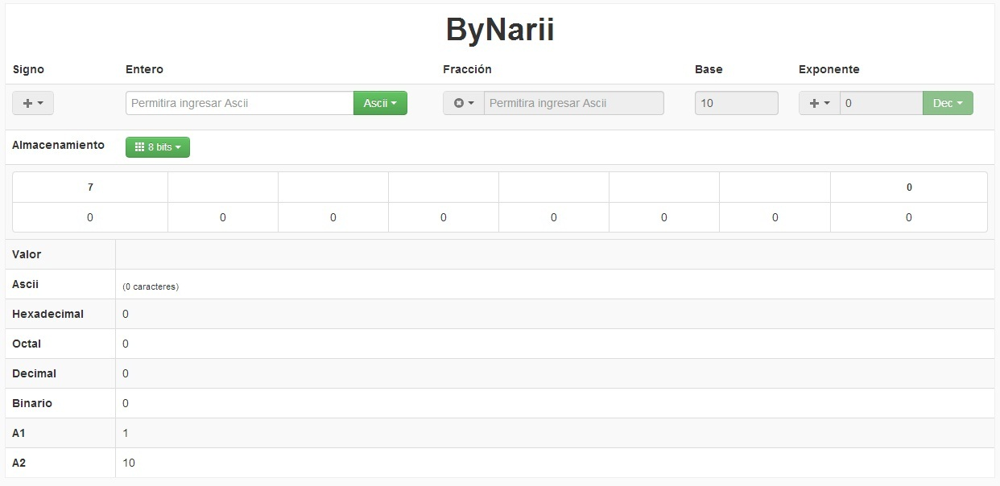 ByNarii
Signo Entero Fracción Base Exponente
Permitira ingresar Ascii Ascii Permitira ingresar Ascii 10 0 Dec
Almacenamiento 8 bits
7 0
0 0 0 0 0 0 0 0
Valor
Ascii (0 caracteres)
Hexadecimal 0
Octal 0
Decimal 0
Binario 0
A1 1
A2 10